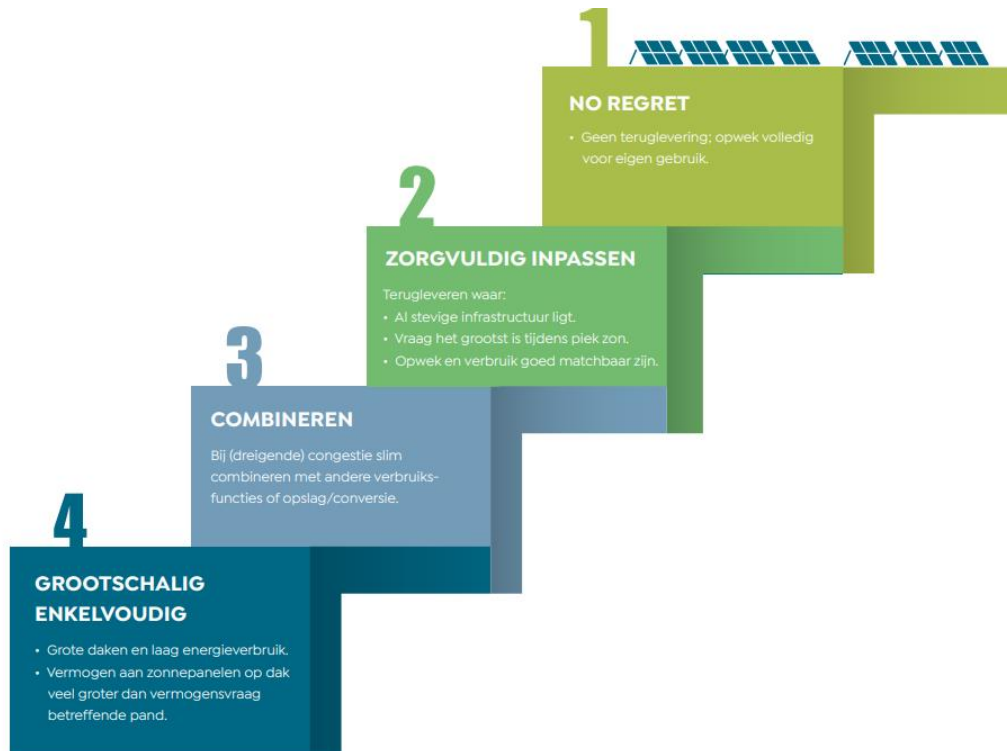 1
NO REGRET
• Geen teruglevering; opwek volledig
voor eigen gebruik.
2
ZORGVULDIG INPASSEN
Terugleveren waar:
• Al stevige infrastructuur ligt.
• Vraag het grootst is tijdens piek zon.
• Opwek en verbruik goed matchbaar zijn.
3
COMBINEREN
Bij (dreigende) congestie slim
combineren met andere verbruiks-
functies of opslag/conversie.
4
GROOTSCHALIG
ENKELVOUDIG
• Grote daken en laag energieverbruik.
• Vermogen aan zonnepanelen op dak
veel groter dan vermogensvraag
betreffende pand.